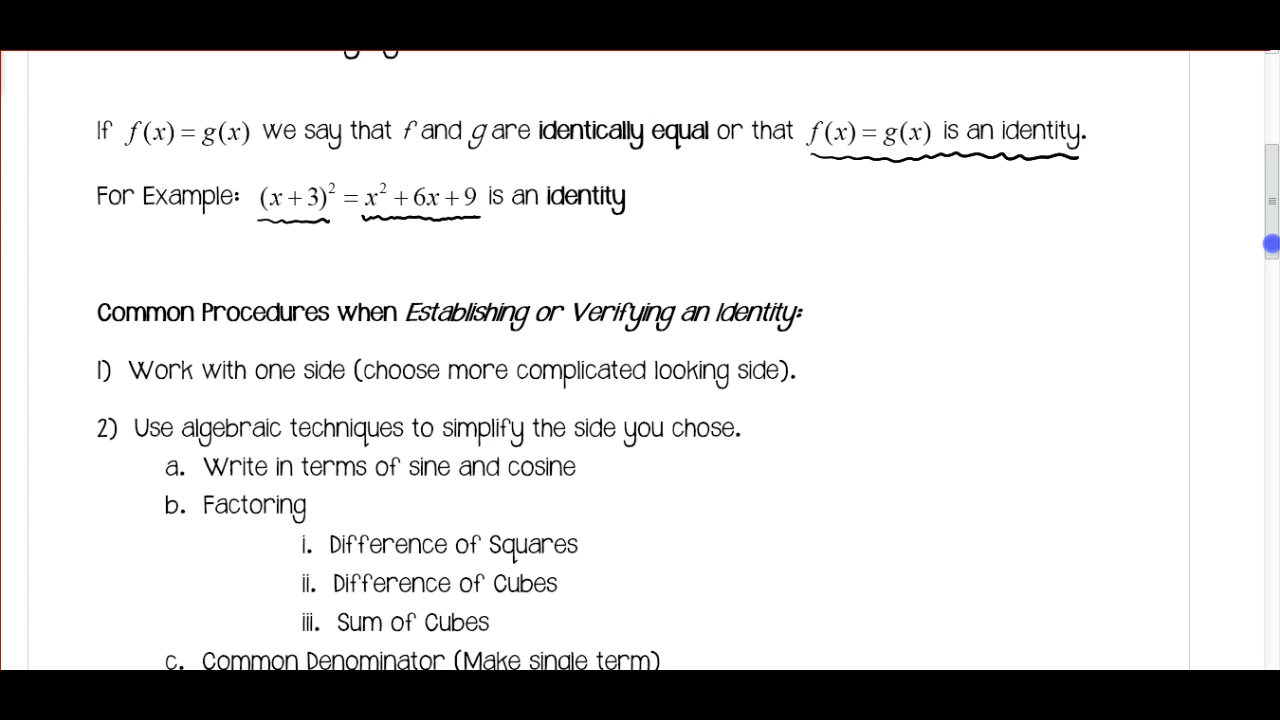 If f(x) = g(x) we say that f and g are identically equal or that f(x) = g(x) is an identity.
For Example: (x + 3)² = x² + 6x + 9 is an identity
Common Procedures when Establishing or Verifying an Identity:
1) Work with one side (choose more complicated looking side).
2) Use algebraic techniques to simplify the side you chose.
a. Write in terms of sine and cosine
b. Factoring
i. Difference of Squares
ii. Difference of Cubes
iii. Sum of Cubes
c. Common Denominator (Make single term)